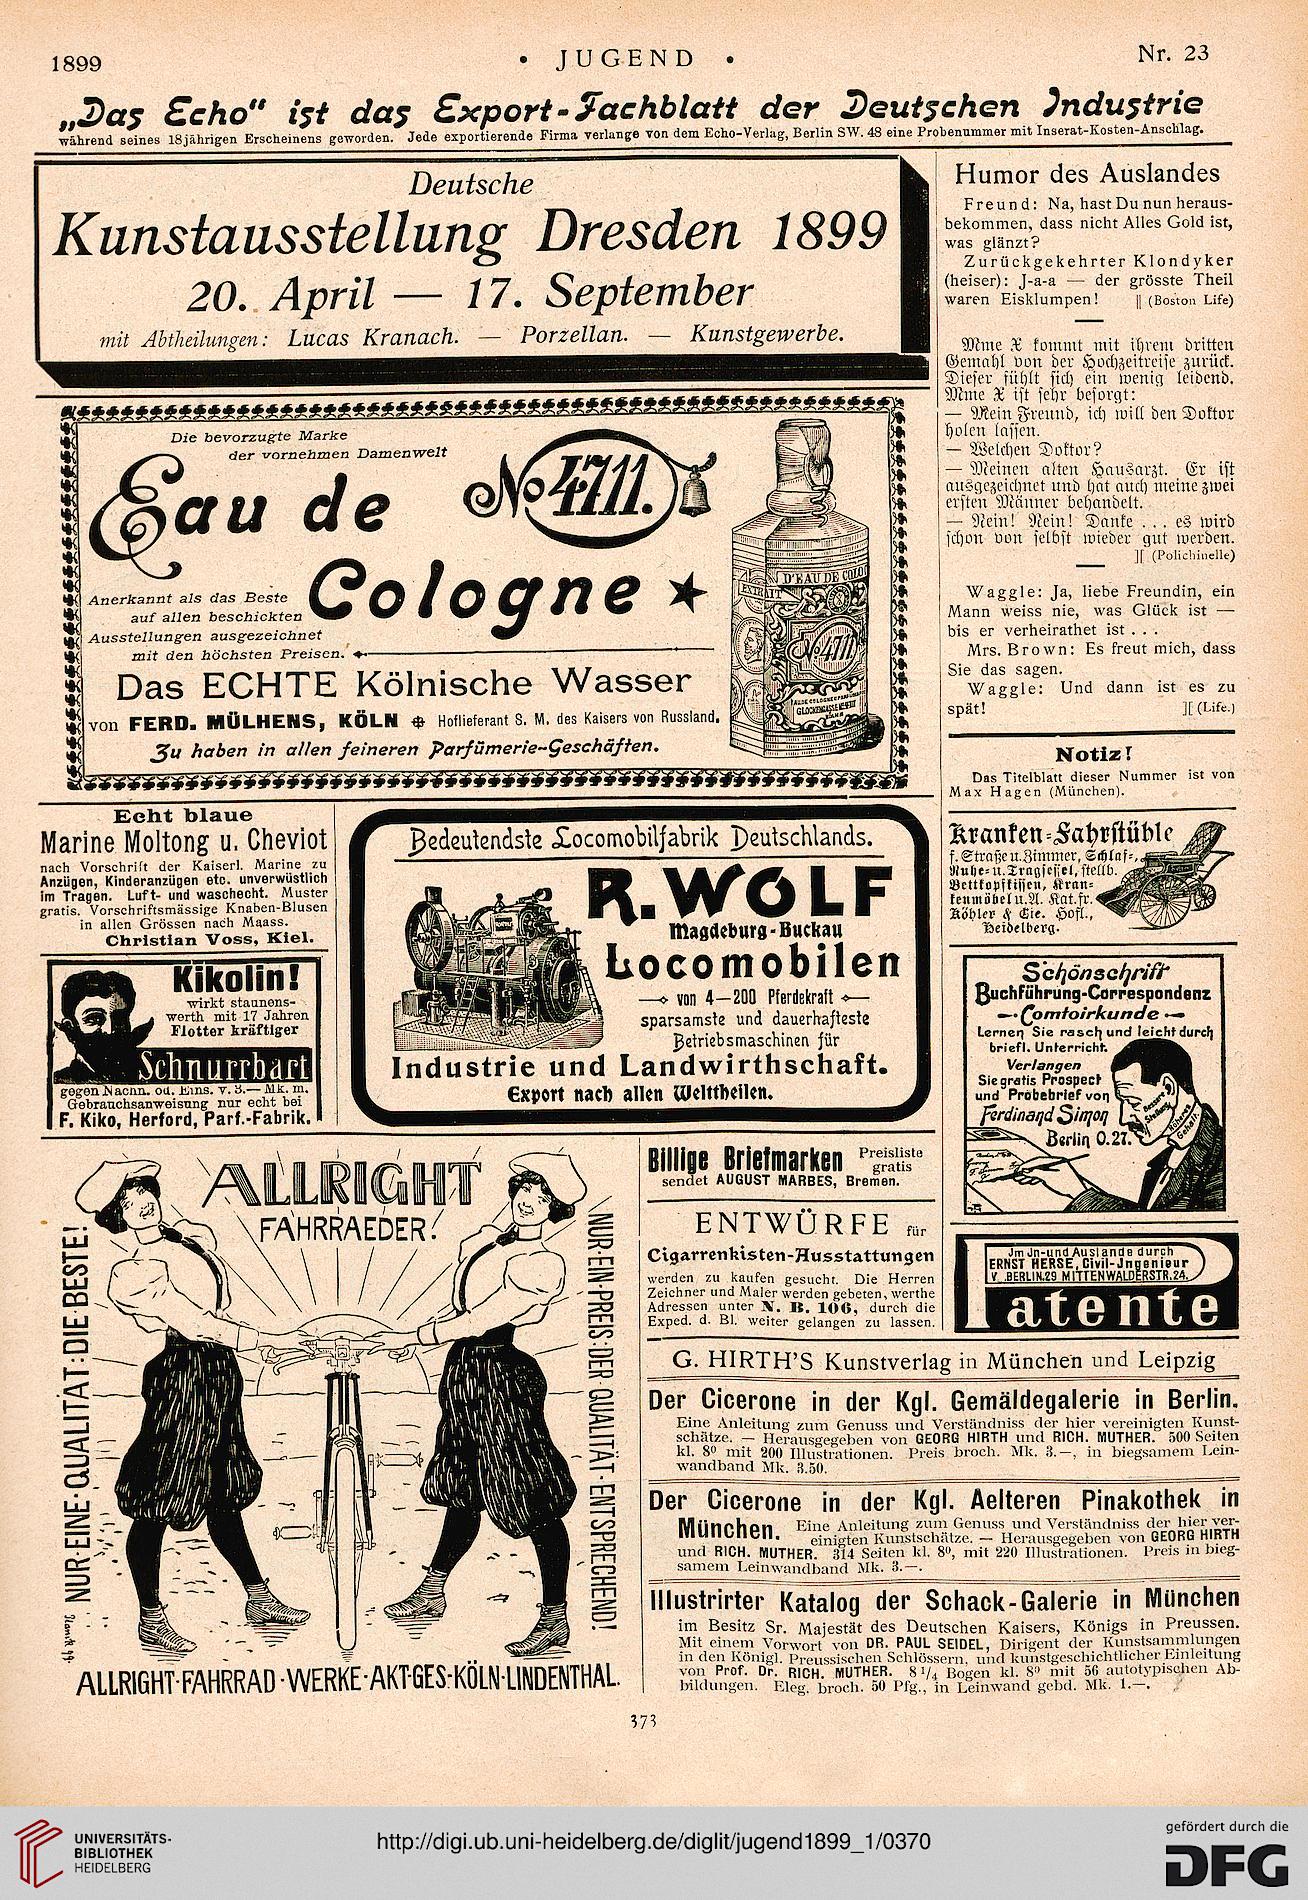 1899
• JUGEND •
Nr. 23
„Das Echo“ ist das Export-Fachblatt der Deutschen Industrie
während seines 18jährigen Erscheinens geworden. Jede exportierende Firma verlange von dem Echo-Verlag, Berlin SW. 48 eine Probenummer mit Inserat-Kosten-Anschlag.
Deutsche
Kunstausstellung Dresden 1899
20. April — 17. September
mit Abtheilungen: Lucas Kranach. — Porzellan. — Kunstgewerbe.
Die bevorzugte Marke
der vornehmen Damenwelt
Eau de
No 4711.
Cologne ★
Anerkannt als das Beste
auf allen beschickten
Ausstellungen ausgezeichnet
mit den höchsten Preisen.
Das ECHTE Kölnische Wasser
von FERD. MÜLHENS, KÖLN ✠ Hoflieferant S. M. des Kaisers von Russland.
Zu haben in allen feineren Parfümerie-Geschäften.
EXTRAIT
D'EAU DE COLO
No 4711
GLOCKENGASSE No 4711
Echt blaue
Marine Moltong u. Cheviot
nach Vorschrift der Kaiserl. Marine zu
Anzügen, Kinderanzügen etc. unverwüstlich
im Tragen. Luft- und waschecht. Muster
gratis. Vorschriftsmässige Knaben-Blusen
in allen Grössen nach Maass.
Christian Voss, Kiel.
Kikolin!
wirkt staunens-
werth mit 17 Jahren
Flotter kräftiger
Schnurrbart
gegen Nachn. od. Eins. v. 3.— Mk. m.
Gebrauchsanweisung nur echt bei
F. Kiko, Herford, Parf.-Fabrik.
Bedeutendste Locomobilfabrik Deutschlands.
R. WOLF
Magdeburg-Buckau
Locomobilen
von 4—200 Pferdekraft
sparsamste und dauerhafteste
Betriebsmaschinen für
Industrie und Landwirthschaft.
Export nach allen Welttheilen.
ALLRIGHT
FAHRRAEDER!
NUR·EINE·QUALITÄT:DIE·BESTE!
NUR·EIN·PREIS:DER·QUALITÄT·ENTSPRECHEND!
ALLRIGHT·FAHRRAD·WERKE·AKT·GES·KÖLN·LINDENTHAL.
Billige Briefmarken Preisliste
gratis
sendet AUGUST MARBES, Bremen.
ENTWÜRFE für
Cigarrenkisten-Ausstattungen
werden zu kaufen gesucht. Die Herren
Zeichner und Maler werden gebeten, werthe
Adressen unter N. B. 106, durch die
Exped. d. Bl. weiter gelangen zu lassen.
Humor des Auslandes
Freund: Na, hast Du nun heraus-
bekommen, dass nicht Alles Gold ist,
was glänzt?
Zurückgekehrter Klondyker
(heiser): J-a-a — der grösste Theil
waren Eisklumpen! || (Boston Life)
Mme X kommt mit ihrem dritten
Gemahl von der Hochzeitreise zurück.
Dieser fühlt sich ein wenig leidend.
Mme X ist sehr besorgt:
— Mein Freund, ich will den Doktor
holen lassen.
— Welchen Doktor?
— Meinen alten Hausarzt. Er ist
ausgezeichnet und hat auch meine zwei
ersten Männer behandelt.
— Nein! Nein! Danke . . . es wird
schon von selbst wieder gut werden.
][ (Polichinelle)
Waggle: Ja, liebe Freundin, ein
Mann weiss nie, was Glück ist —
bis er verheirathet ist . . .
Mrs. Brown: Es freut mich, dass
Sie das sagen.
Waggle: Und dann ist es zu
spät! ][ (Life.)
Notiz!
Das Titelblatt dieser Nummer ist von
Max Hagen (München).
Kranken-Fahrstühle
f. Straße u. Zimmer, Schlaf-,
Ruhe- u. Tragsessel, stellb.
Bettkopfkissen, Kran-
kenmöbel u. A. Kat. fr.
Köhler & Cie. Hofl.,
Heidelberg.
Schönschrift
Buchführung-Correspondenz
Comtoirkunde
Lernen Sie rasch und leicht durch
briefl. Unterricht.
Verlangen
Sie gratis Prospect
und Probebrief von
Ferdinand Simon
Berlin O.27.
Bessere Stellung
Höheres Gehalt
Jm Jn- und Auslande durch
ERNST HERSE, Civil-Jngenieur
V. BERLIN.29 MITTENWALDERSTR.24.
Patente
G. HIRTH'S Kunstverlag in München und Leipzig
Der Cicerone in der Kgl. Gemäldegalerie in Berlin.
Eine Anleitung zum Genuss und Verständniss der hier vereinigten Kunst-
schätze. — Herausgegeben von GEORG HIRTH und RICH. MUTHER. 500 Seiten
kl. 8º mit 200 Illustrationen. Preis broch. Mk. 3.—, in biegsamem Lein-
wandband Mk. 3.50.
Der Cicerone in der Kgl. Aelteren Pinakothek in
München. Eine Anleitung zum Genuss und Verständniss der hier ver-
einigten Kunstschätze. — Herausgegeben von GEORG HIRTH
und RICH. MUTHER. 314 Seiten kl. 8º, mit 220 Illustrationen. Preis in bieg-
samem Leinwandband Mk. 3.—.
Illustrirter Katalog der Schack-Galerie in München
im Besitz Sr. Majestät des Deutschen Kaisers, Königs in Preussen.
Mit einem Vorwort von DR. PAUL SEIDEL, Dirigent der Kunstsammlungen
in den Königl. Preussischen Schlössern, und kunstgeschichtlicher Einleitung
von Prof. Dr. RICH. MUTHER. 8¼ Bogen kl. 8º mit 56 autotypischen Ab-
bildungen. Eleg. broch. 50 Pfg., in Leinwand gebd. Mk. 1.—.
373
UNIVERSITÄTS-
BIBLIOTHEK
HEIDELBERG
http://digi.ub.uni-heidelberg.de/diglit/jugend1899_1/0370
gefördert durch die
DFG